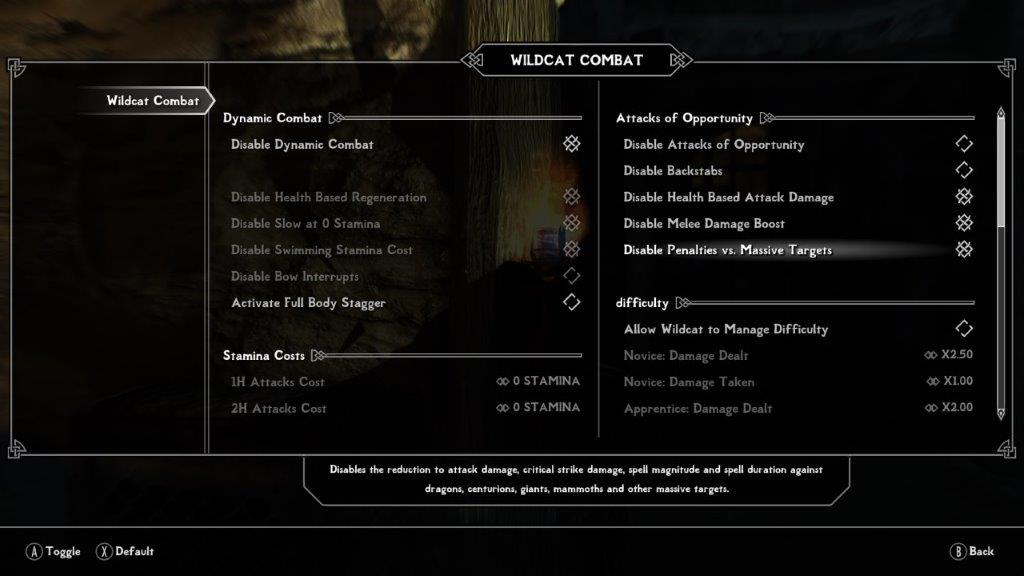 WILDCAT COMBAT
Wildcat Combat
Dynamic Combat
Disable Dynamic Combat
Disable Health Based Regeneration
Disable Slow at 0 Stamina
Disable Swimming Stamina Cost
Disable Bow Interrupts
Activate Full Body Stagger
Stamina Costs
1H Attacks Cost 0 STAMINA
2H Attacks Cost 0 STAMINA
Attacks of Opportunity
Disable Attacks of Opportunity
Disable Backstabs
Disable Health Based Attack Damage
Disable Melee Damage Boost
Disable Penalties vs. Massive Targets
difficulty
Allow Wildcat to Manage Difficulty
Novice: Damage Dealt X2.50
Novice: Damage Taken X1.00
Apprentice: Damage Dealt X2.00
Disables the reduction to attack damage, critical strike damage, spell magnitude and spell duration against
dragons, centurions, giants, mammoths and other massive targets.
A Toggle X Default B Back